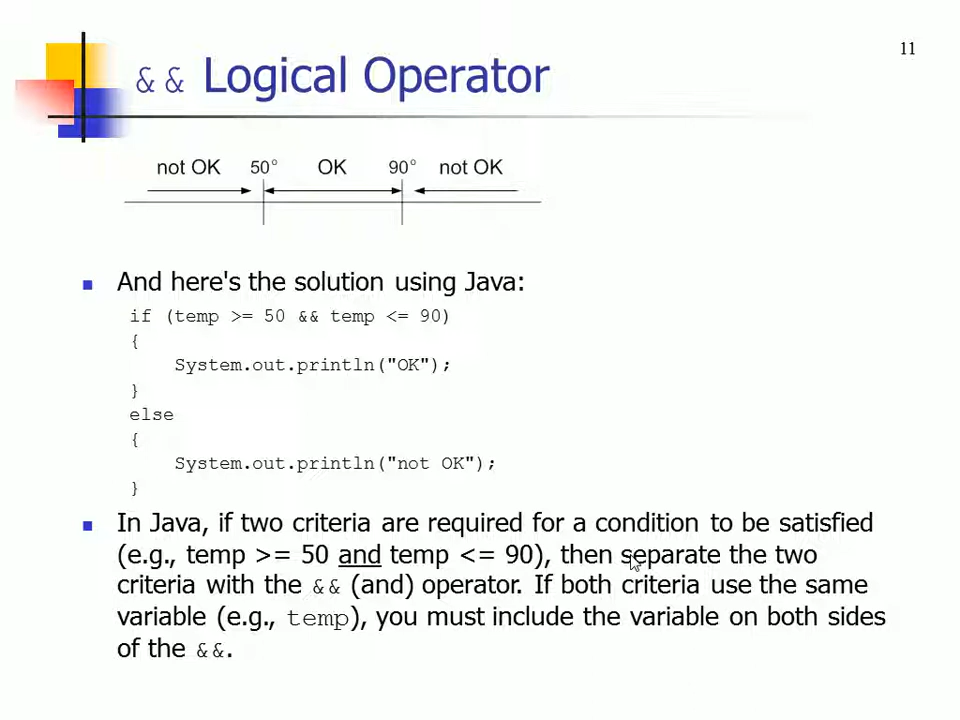 11
&& Logical Operator
not OK 50° OK 90° not OK
And here's the solution using Java:
if (temp >= 50 && temp <= 90)
{
System.out.println("OK");
}
else
{
System.out.println("not OK");
}
In Java, if two criteria are required for a condition to be satisfied
(e.g., temp >= 50 and temp <= 90), then separate the two
criteria with the && (and) operator. If both criteria use the same
variable (e.g., temp), you must include the variable on both sides
of the &&.